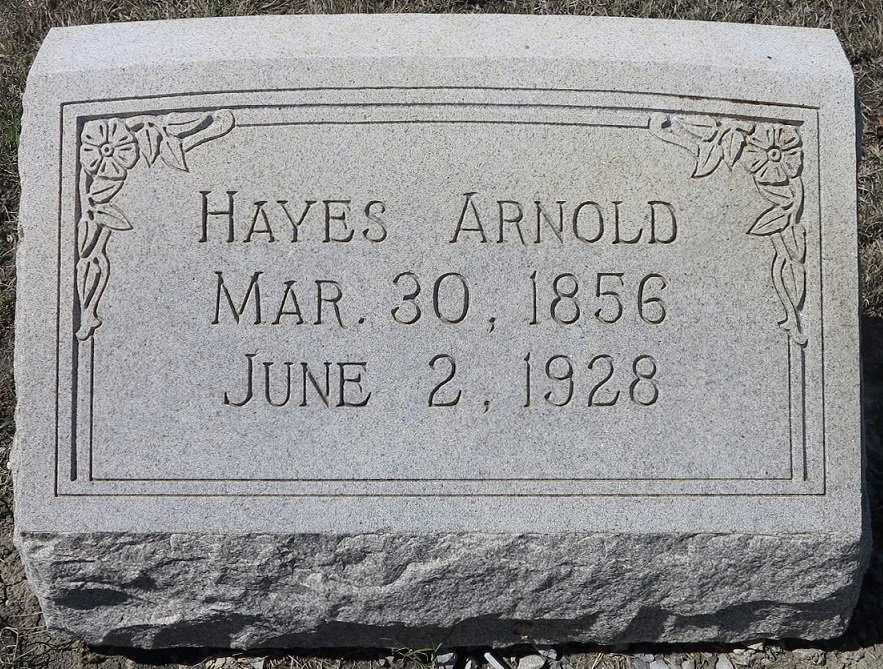 Hayes Arnold
Mar. 30, 1856
June 2, 1928